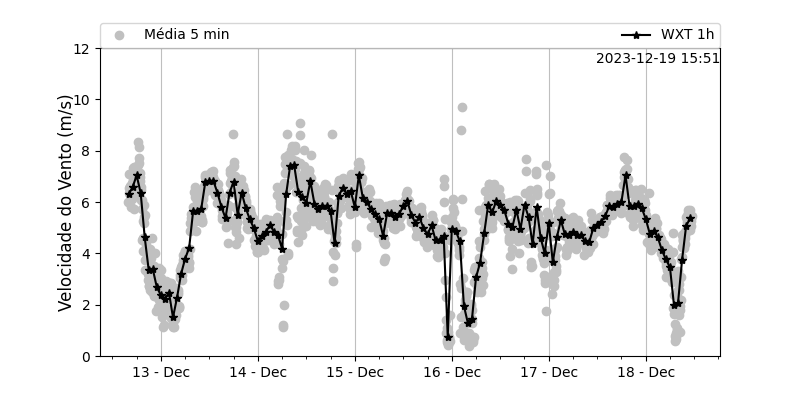 Média 5 min
WXT 1h
2023-12-19 15:51
Velocidade do Vento (m/s)
12
10
8
6
4
2
0
13 - Dec
14 - Dec
15 - Dec
16 - Dec
17 - Dec
18 - Dec